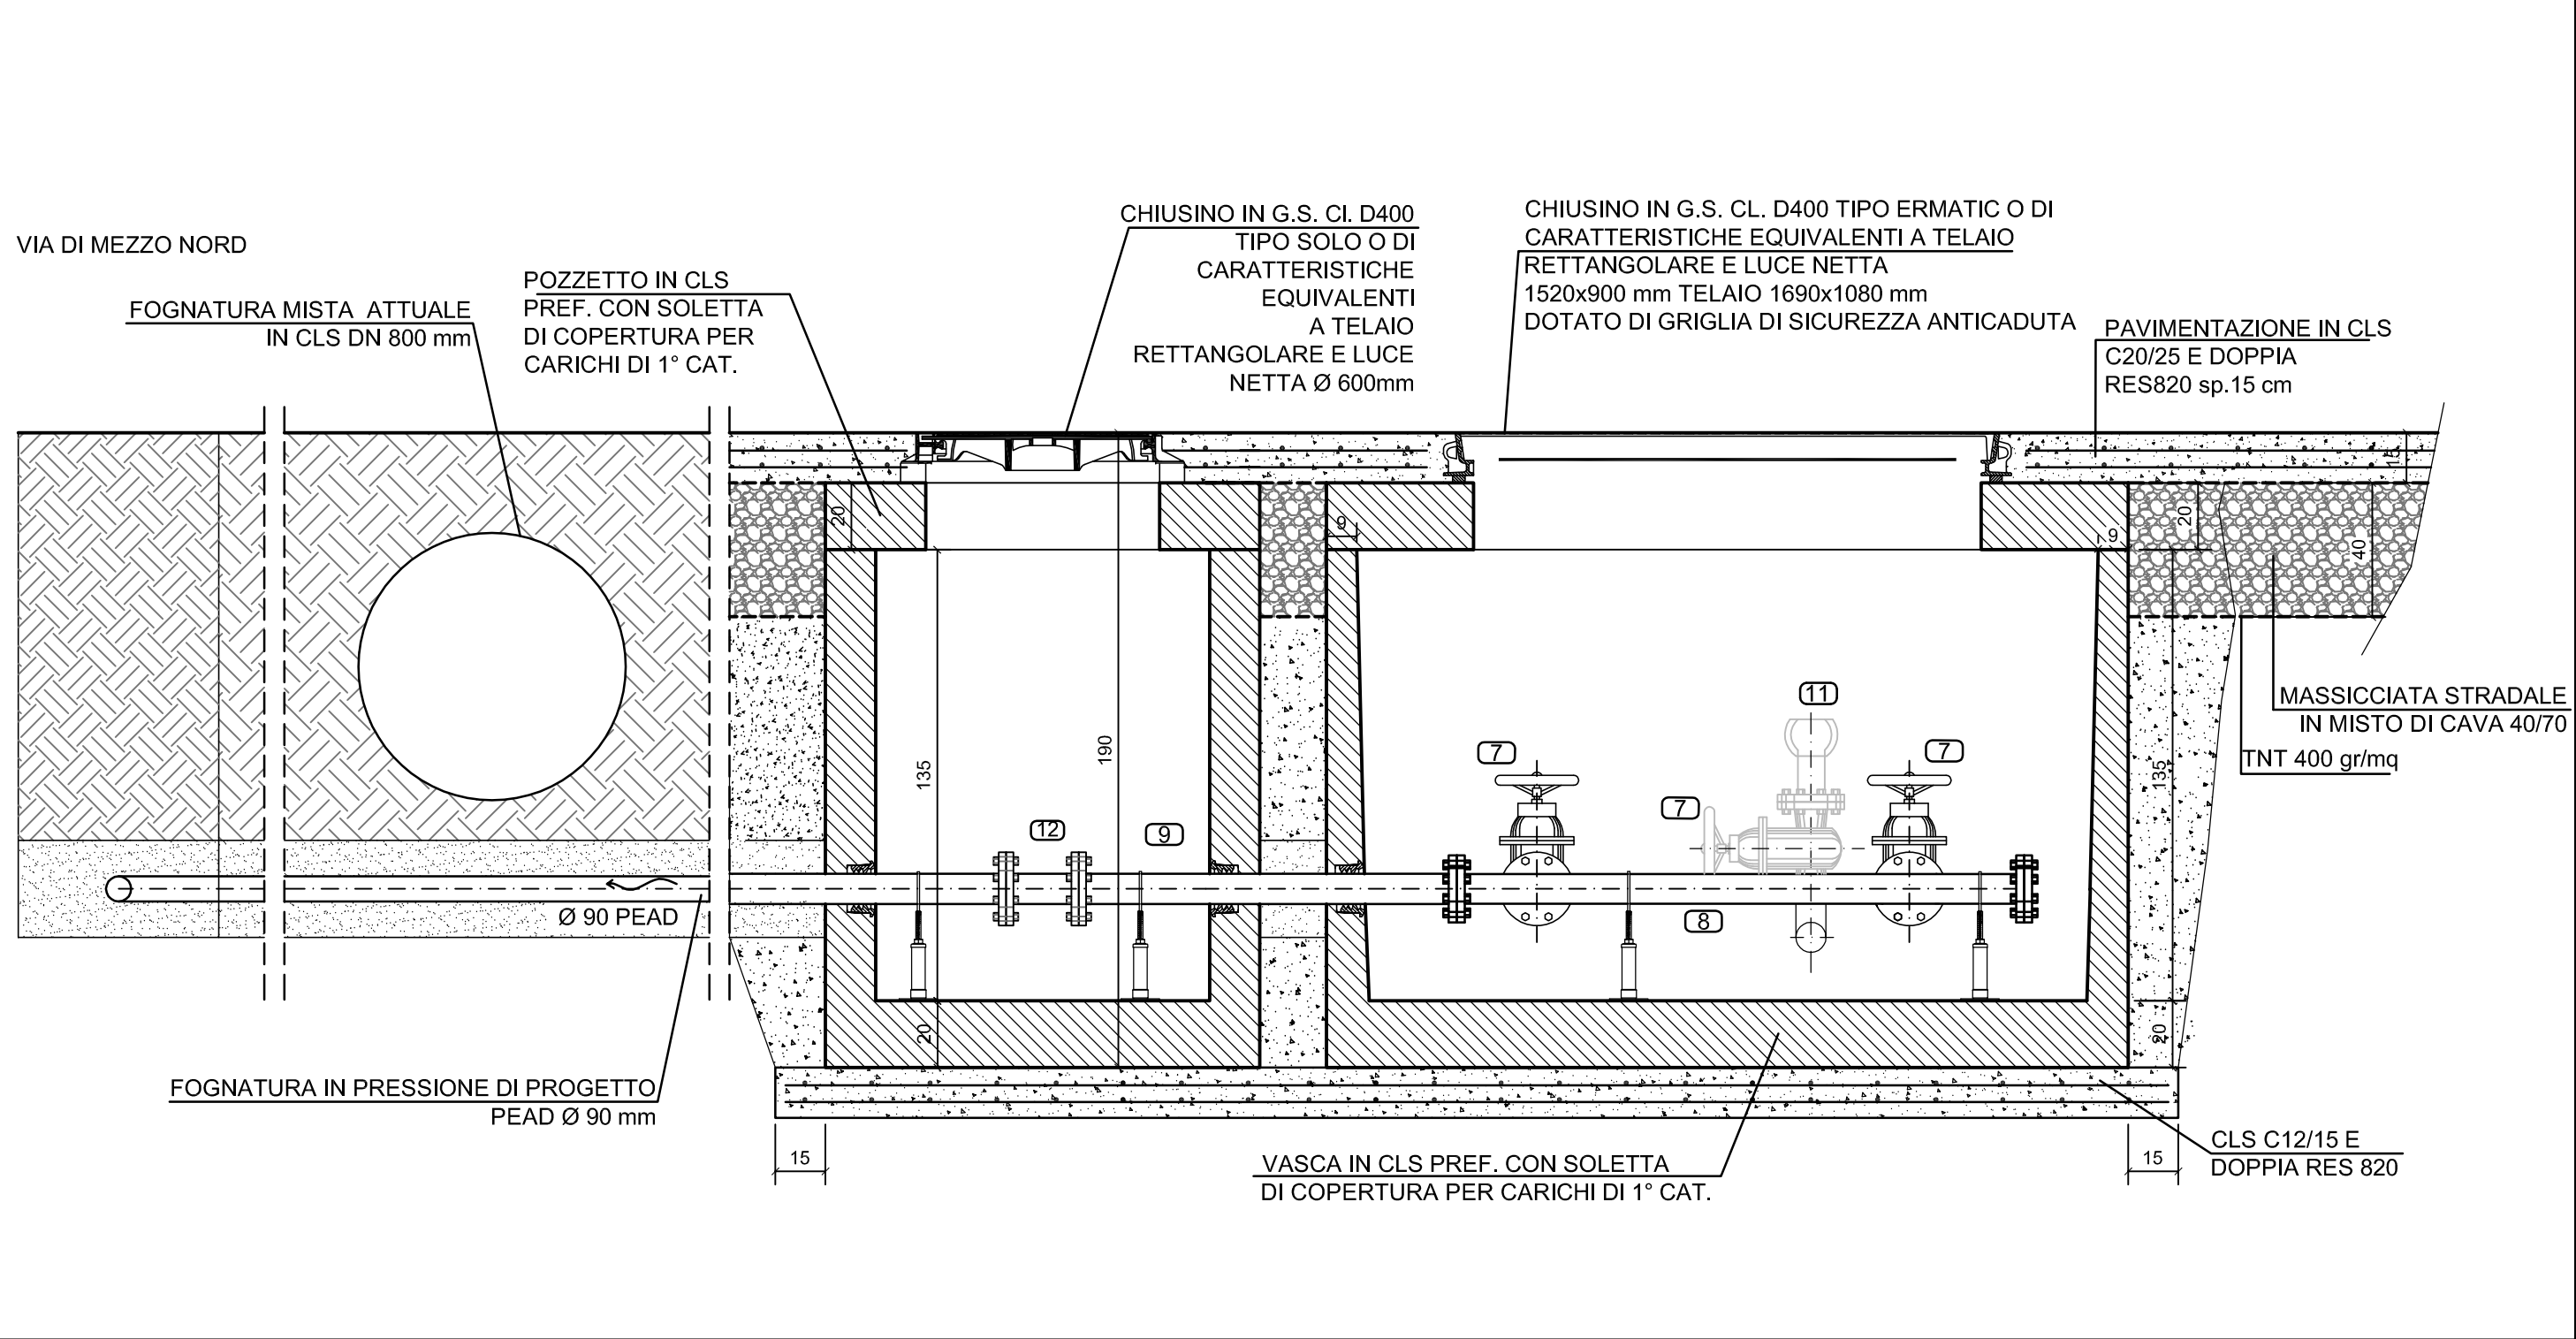 VIA DI MEZZO NORD
FOGNATURA MISTA ATTUALE
IN CLS DN 800 mm
POZZETTO IN CLS
PREF. CON SOLETTA
DI COPERTURA PER
CARICHI DI 1° CAT.
CHIUSINO IN G.S. Cl. D400
TIPO SOLO O DI
CARATTERISTICHE
EQUIVALENTI
A TELAIO
RETTANGOLARE E LUCE
NETTA Ø 600mm
CHIUSINO IN G.S. CL. D400 TIPO ERMATIC O DI
CARATTERISTICHE EQUIVALENTI A TELAIO
RETTANGOLARE E LUCE NETTA
1520x900 mm TELAIO 1690x1080 mm
DOTATO DI GRIGLIA DI SICUREZZA ANTICADUTA
PAVIMENTAZIONE IN CLS
C20/25 E DOPPIA
RES820 sp.15 cm
15
20
9
9
20
40
MASSICCIATA STRADALE
IN MISTO DI CAVA 40/70
TNT 400 gr/mq
135
190
135
11
7
7
7
12
9
8
Ø 90 PEAD
20
20
FOGNATURA IN PRESSIONE DI PROGETTO
PEAD Ø 90 mm
15
15
VASCA IN CLS PREF. CON SOLETTA
DI COPERTURA PER CARICHI DI 1° CAT.
CLS C12/15 E
DOPPIA RES 820